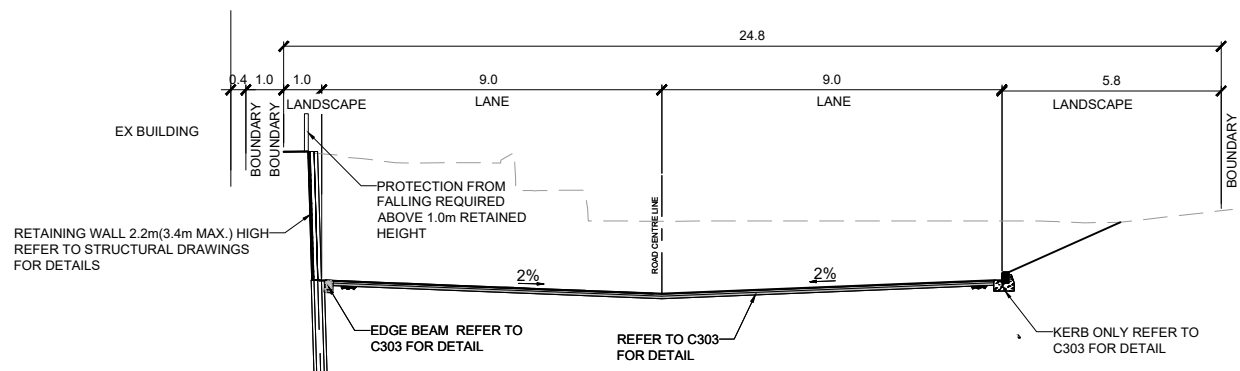 24.8
0.4
1.0
1.0
9.0
9.0
5.8
LANDSCAPE
LANE
LANE
LANDSCAPE
EX BUILDING
BOUNDARY
BOUNDARY
BOUNDARY
PROTECTION FROM
FALLING REQUIRED
ABOVE 1.0m RETAINED
HEIGHT
ROAD CENTRE LINE
RETAINING WALL 2.2m(3.4m MAX.) HIGH
REFER TO STRUCTURAL DRAWINGS
FOR DETAILS
2%
2%
EDGE BEAM REFER TO
C303 FOR DETAIL
REFER TO C303
FOR DETAIL
KERB ONLY REFER TO
C303 FOR DETAIL